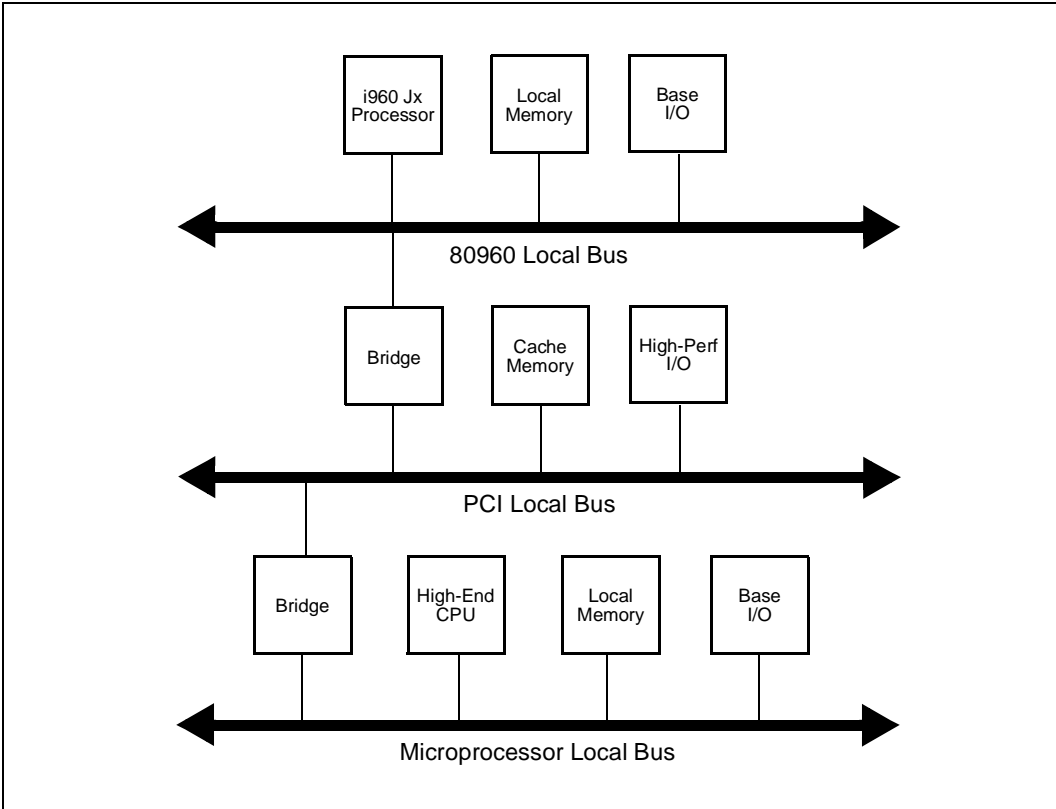 i960 Jx
Processor
Local
Memory
Base
I/O
80960 Local Bus
Bridge
Cache
Memory
High-Perf
I/O
PCI Local Bus
Bridge
High-End
CPU
Local
Memory
Base
I/O
Microprocessor Local Bus